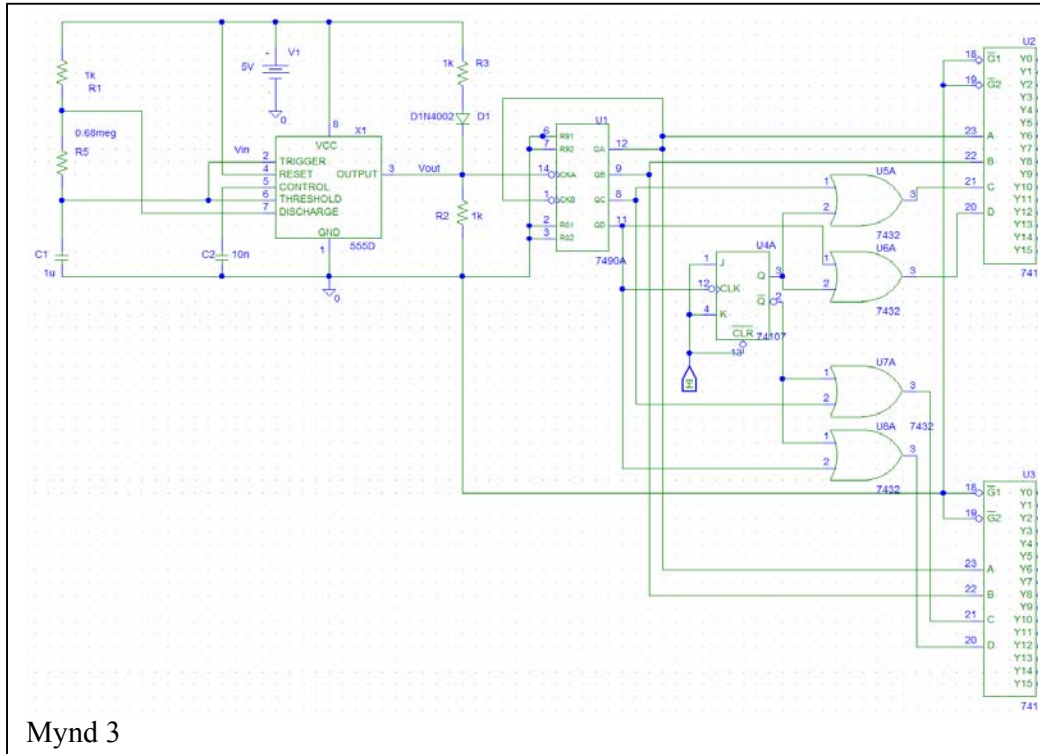 1k
R1
0.68meg
R5
C1
1u
5V
V1
0
Vin
X1
8
VCC
2 TRIGGER
4 RESET OUTPUT 3
5 CONTROL
6 THRESHOLD
7 DISCHARGE
GND
1
555D
C2 10n
0
Vout
1k R3
D1N4002 D1
R2 1k
U1
6 R91 QA 12
7 R92
14 CKA QB 9
1 CKB QC 8
2 R01 QD 11
3 R02
7490A
U4A
1 J Q 3
12 CLK
4 K Q 2
CLR
13
74107
HI
U5A
1
2
3
7432
U6A
1
2
3
7432
U7A
1
2
3
7432
1
2
3
7432
U2
18 G1 Y0
Y1
19 G2 Y2
Y3
Y4
Y5
23 A Y6
Y7
22 B Y8
Y9
21 C Y10
Y11
20 D Y12
Y13
Y14
Y15
741
U3
18 G1 Y0
Y1
19 G2 Y2
Y3
Y4
Y5
23 A Y6
Y7
22 B Y8
Y9
21 C Y10
Y11
20 D Y12
Y13
Y14
Y15
741
Mynd 3